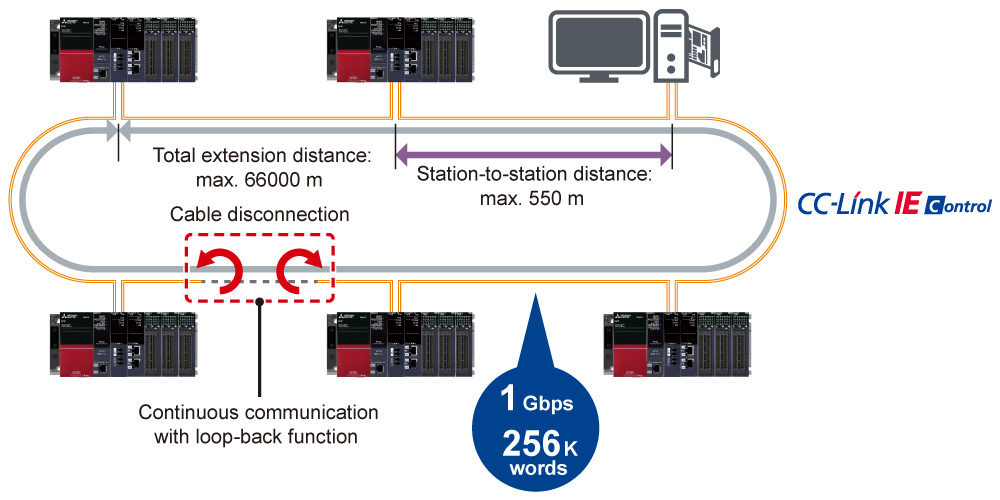 Total extension distance:
max. 66000 m
Station-to-station distance:
max. 550 m
Cable disconnection
CC-Link IE Control
1 Gbps
256K
words
Continuous communication
with loop-back function